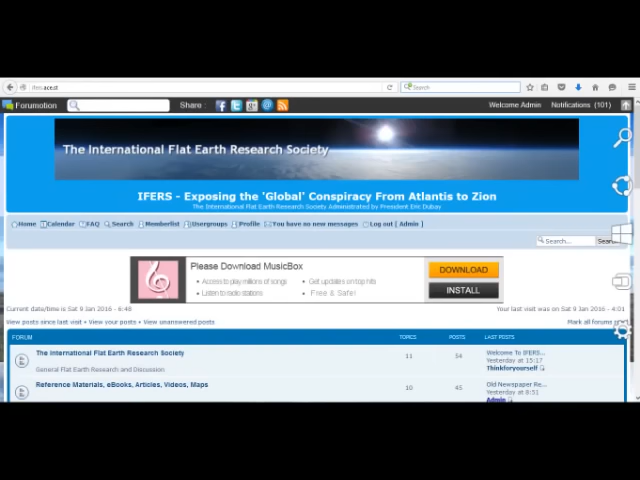 ifers.ace.st
Search
Forumotion
Share :
Welcome Admin
Notifications (101)
The International Flat Earth Research Society
IFERS - Exposing the 'Global' Conspiracy From Atlantis to Zion
The International Flat Earth Research Society Administered by President Eric Dubay
Home Calendar FAQ Search Memberlist Usergroups Profile You have no new messages Log out [ Admin ]
Search...
Please Download MusicBox
DOWNLOAD
• Access to play millions of songs • Get updates on top hits
• Listen to radio stations • Free & Safe!
INSTALL
Current date/time is Sat 9 Jan 2016 - 6:48
Your last visit was on Sat 9 Jan 2016 - 4:01
View posts since last visit • View your posts • View unanswered posts
Mark all forums
FORUM TOPICS POSTS LAST POSTS
The International Flat Earth Research Society
General Flat Earth Research and Discussion
11 54
Welcome To IFERS...
Yesterday at 15:17
Thinkforyourself
Reference Materials, eBooks, Articles, Videos, Maps
10 45
Old Newspaper Re...
Yesterday at 8:51
Admin